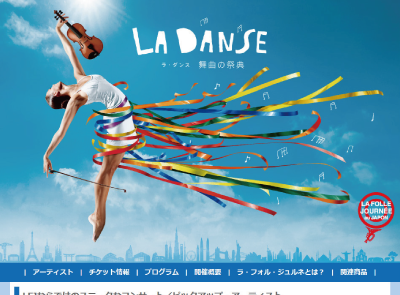 LA DANSE
ラ・ダンス 舞曲の祭典
LA FOLLE
JOURNÉE
AU JAPON
| アーティスト | チケット情報 | プログラム | 開催概要 | ラ・フォル・ジュルネとは? | 関連商品 |